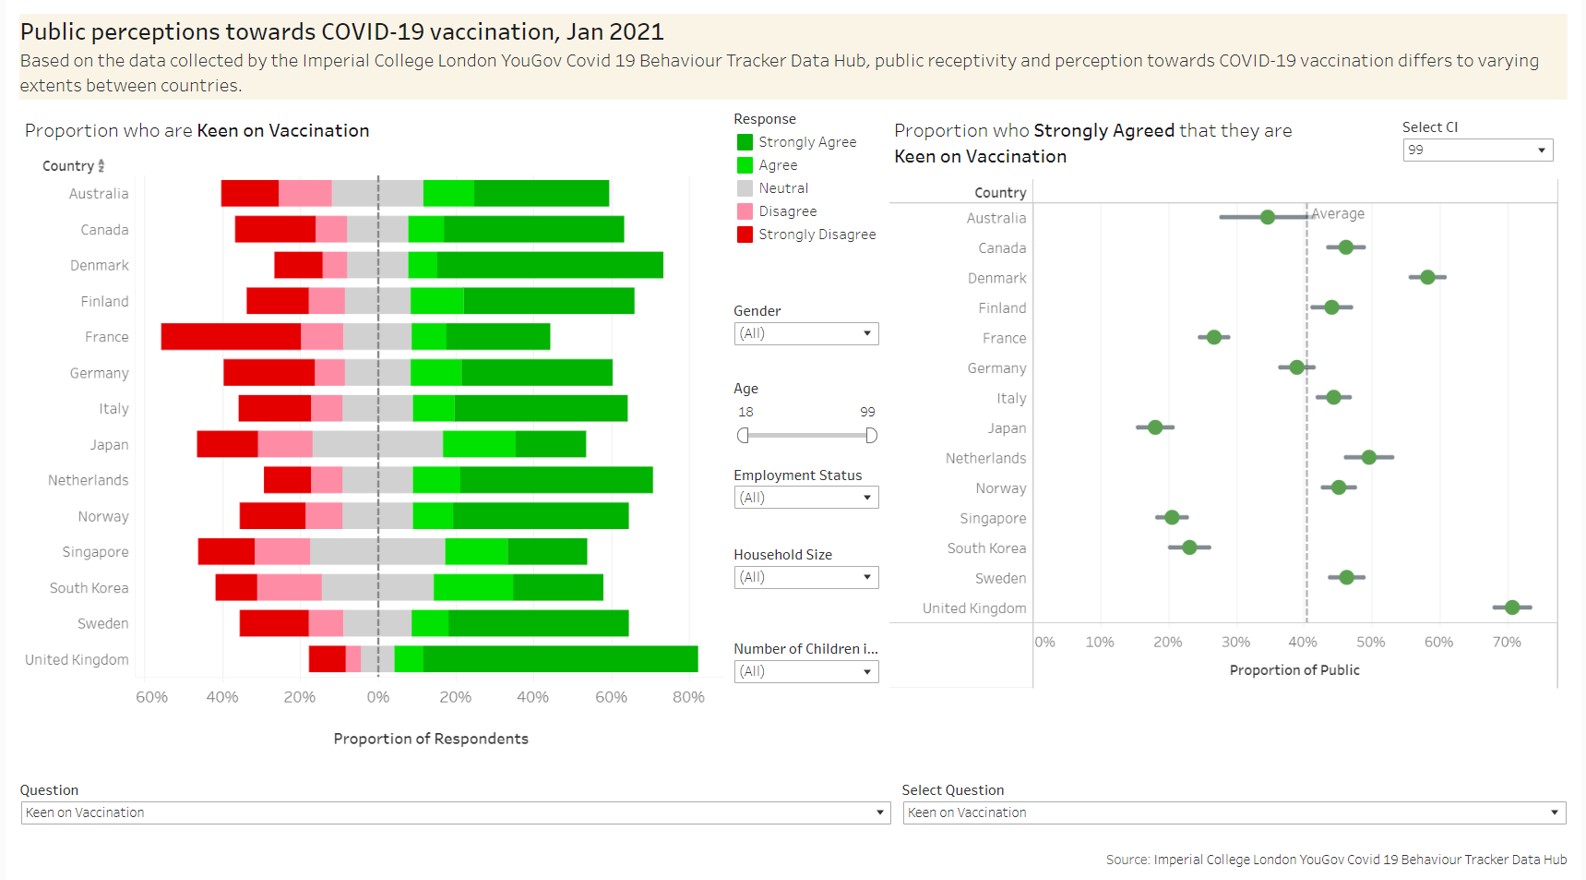 Public perceptions towards COVID-19 vaccination, Jan 2021
Based on the data collected by the Imperial College London YouGov Covid 19 Behaviour Tracker Data Hub, public receptivity and perception towards COVID-19 vaccination differs to varying
extents between countries.
Proportion who are Keen on Vaccination
Country
Australia
Canada
Denmark
Finland
France
Germany
Italy
Japan
Netherlands
Norway
Singapore
South Korea
Sweden
United Kingdom
60% 40% 20% 0% 20% 40% 60% 80%
Proportion of Respondents
Response
Strongly Agree
Agree
Neutral
Disagree
Strongly Disagree
Gender
(All)
Age
18 99
Employment Status
(All)
Household Size
(All)
Number of Children i...
(All)
Proportion who Strongly Agreed that they are
Keen on Vaccination
Select CI
99
Country
Average
Australia
Canada
Denmark
Finland
France
Germany
Italy
Japan
Netherlands
Norway
Singapore
South Korea
Sweden
United Kingdom
0% 10% 20% 30% 40% 50% 60% 70%
Proportion of Public
Question
Keen on Vaccination
Select Question
Keen on Vaccination
Source: Imperial College London YouGov Covid 19 Behaviour Tracker Data Hub